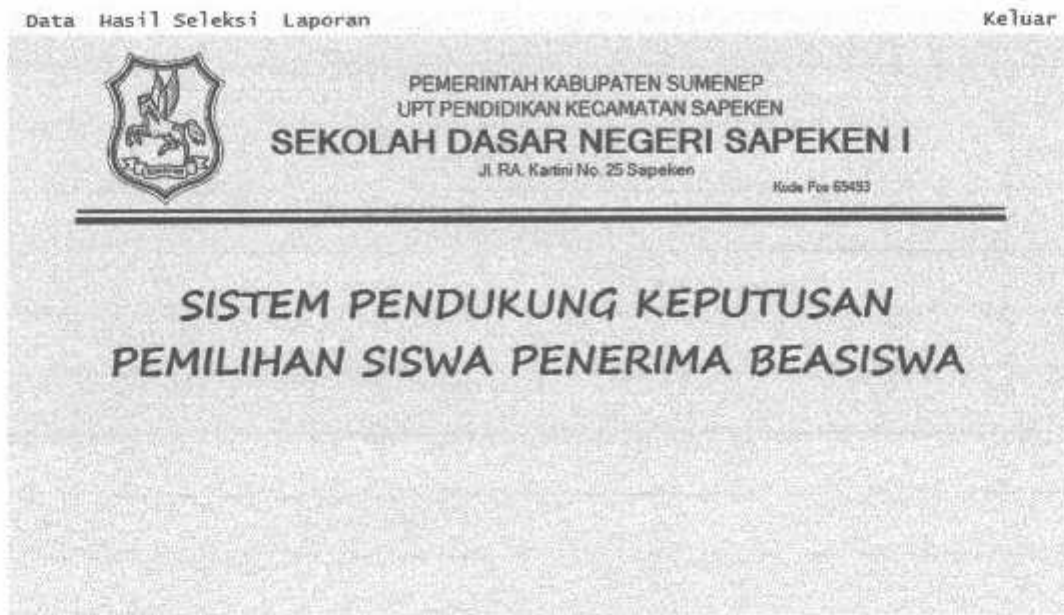 Data Hasil Seleksi Laporan Keluar
PEMERINTAH KABUPATEN SUMENEP
UPT PENDIDIKAN KECAMATAN SAPEKEN
SEKOLAH DASAR NEGERI SAPEKEN I
Jl. RA. Kartini No. 25 Sapeken
Kode Pos 69493
SISTEM PENDUKUNG KEPUTUSAN
PEMILIHAN SISWA PENERIMA BEASISWA